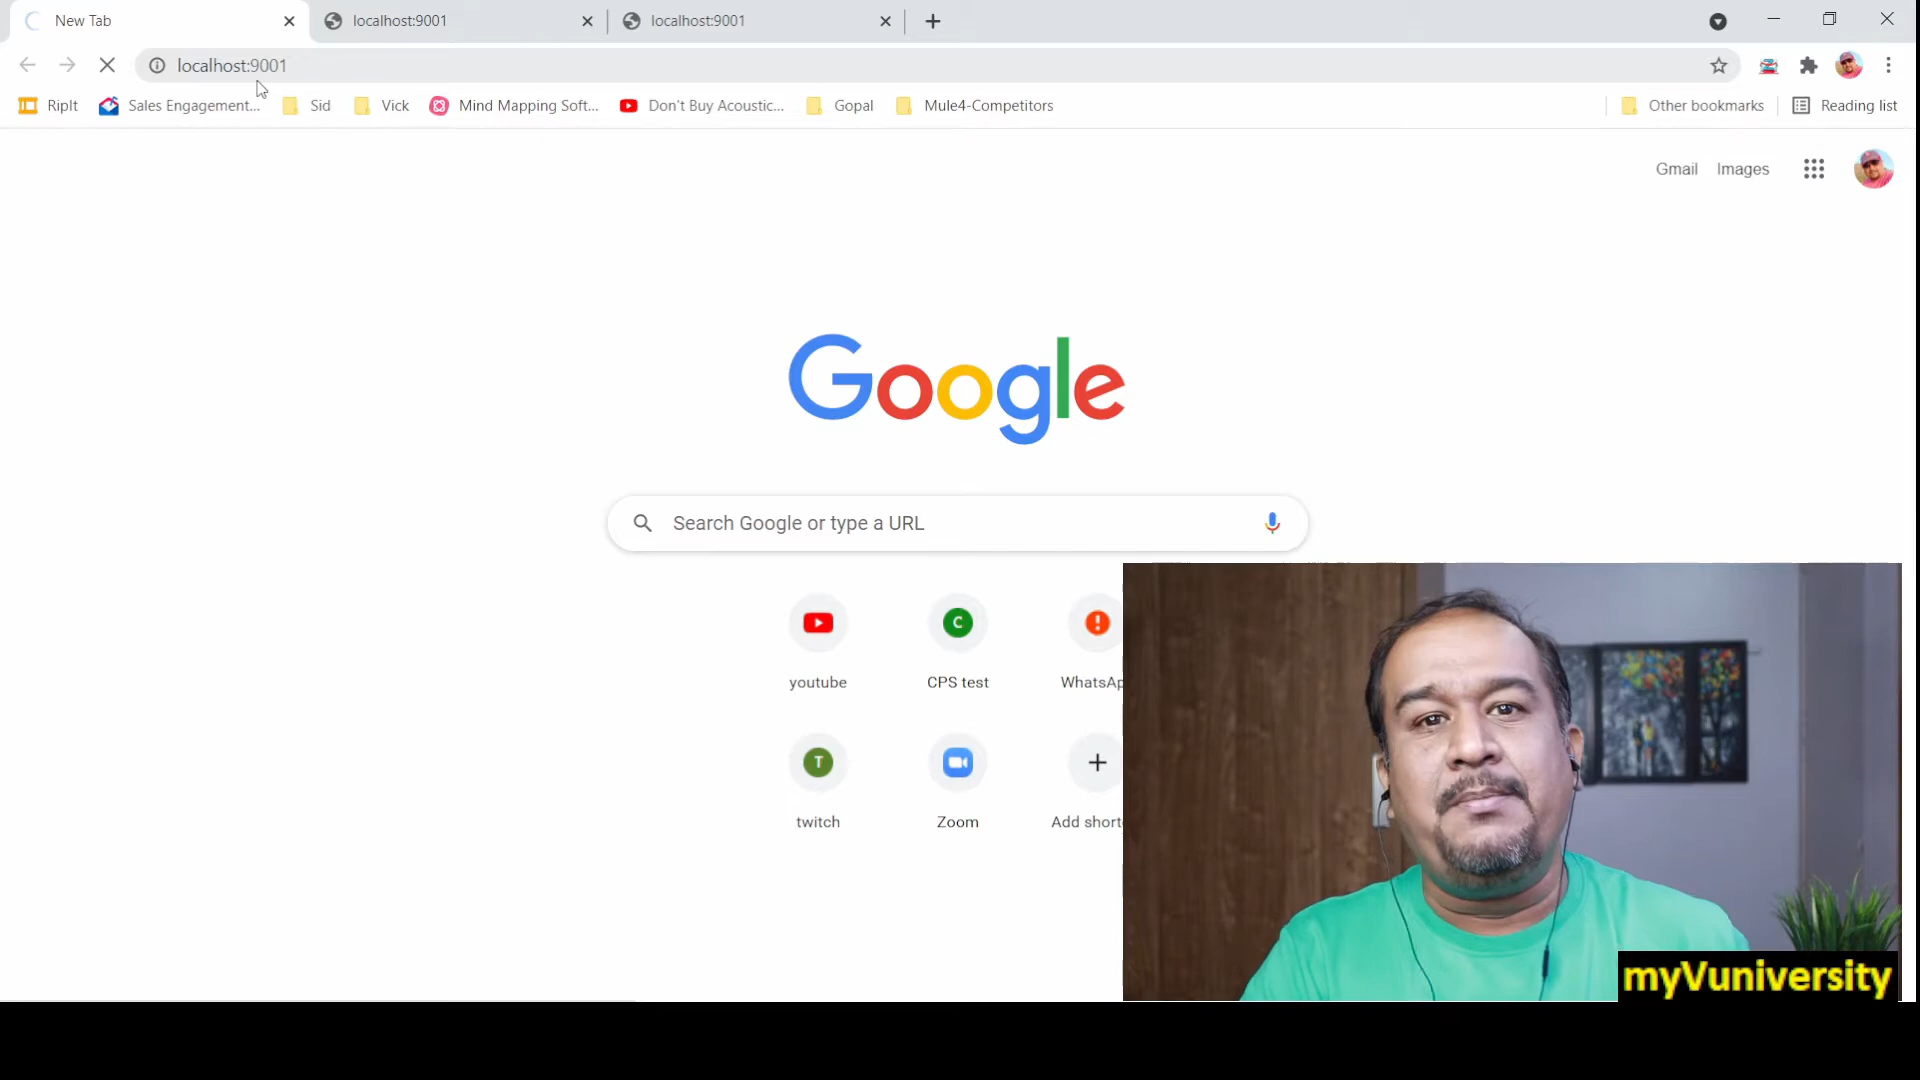 New Tab
localhost:9001
localhost:9001
localhost:9001
RipIt
Sales Engagement...
Sid
Vick
Mind Mapping Soft...
Don't Buy Acoustic...
Gopal
Mule4-Competitors
Other bookmarks
Reading list
Gmail
Images
Google
Search Google or type a URL
C
youtube
CPS test
WhatsAp
T
twitch
Zoom
Add shortc
myVuniversity